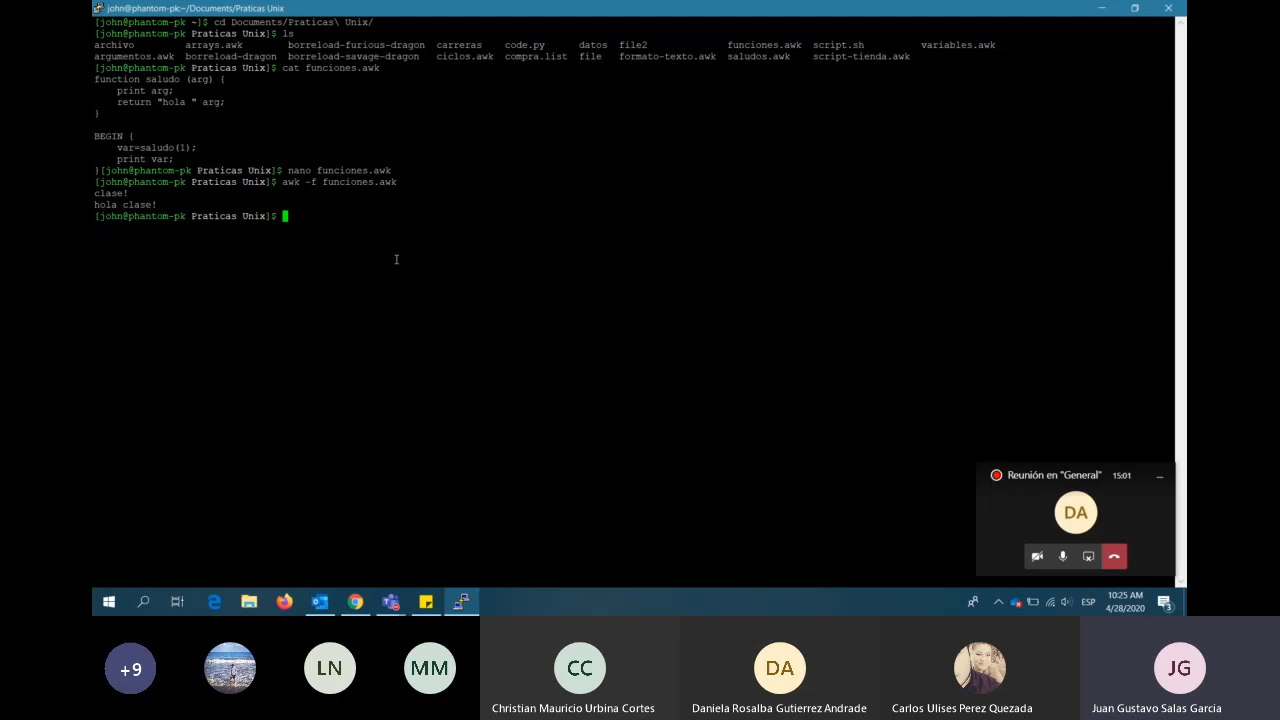 john@phantom-pk:~/Documents/Praticas Unix
[john@phantom-pk ~]$ cd Documents/Praticas\ Unix/
[john@phantom-pk Praticas Unix]$ ls
archivo arrays.awk borreload-furious-dragon carreras code.py datos file2 funciones.awk script.sh variables.awk
argumentos.awk borreload-dragon borreload-savage-dragon ciclos.awk compra.list file formato-texto.awk saludos.awk script-tienda.awk
[john@phantom-pk Praticas Unix]$ cat funciones.awk
function saludo (arg) {
print arg;
return "hola " arg;
}
BEGIN {
var=saludo(1);
print var;
}[john@phantom-pk Praticas Unix]$ nano funciones.awk
[john@phantom-pk Praticas Unix]$ awk -f funciones.awk
clase!
hola clase!
[john@phantom-pk Praticas Unix]$
Reunión en "General" 15:01
DA
ESP
10:25 AM
4/28/2020
3
+9
LN
MM
CC
DA
JG
Christian Mauricio Urbina Cortes
Daniela Rosalba Gutierrez Andrade
Carlos Ulises Perez Quezada
Juan Gustavo Salas Garcia